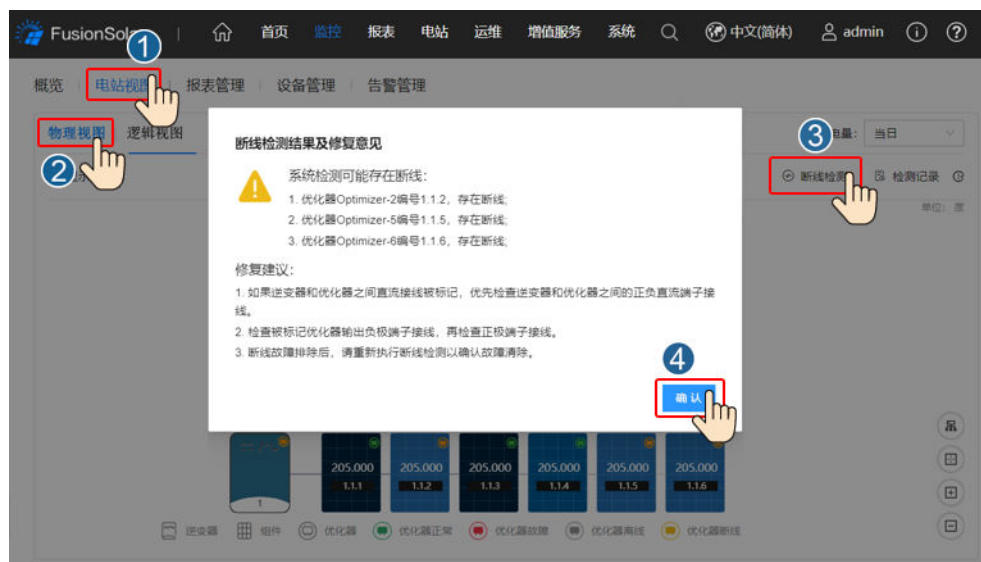 FusionSol
首页 监控 报表 电站 运维 增值服务 系统 中文(简体) admin
1
概览 电站视图 报表管理 设备管理 告警管理
物理视图 逻辑视图
2
电量: 当日
3
断线检测 检测记录
单位: 度
断线检测结果及修复意见
系统检测可能存在断线:
1. 优化器Optimizer-2编号1.1.2, 存在断线;
2. 优化器Optimizer-5编号1.1.5, 存在断线;
3. 优化器Optimizer-6编号1.1.6, 存在断线;
修复建议:
1. 如果逆变器和优化器之间直流接线被标记, 优先检查逆变器和优化器之间的正负直流端子接
线。
2. 检查被标记优化器输出负极端子接线, 再检查正极端子接线。
3. 断线故障排除后, 请重新执行断线检测以确认故障清除。
4
确认
205.000 205.000 205.000 205.000 205.000 205.000
1 1.1.1 1.1.2 1.1.3 1.1.4 1.1.5 1.1.6
逆变器 组件 优化器 优化器正常 优化器故障 优化器离线 优化器断线